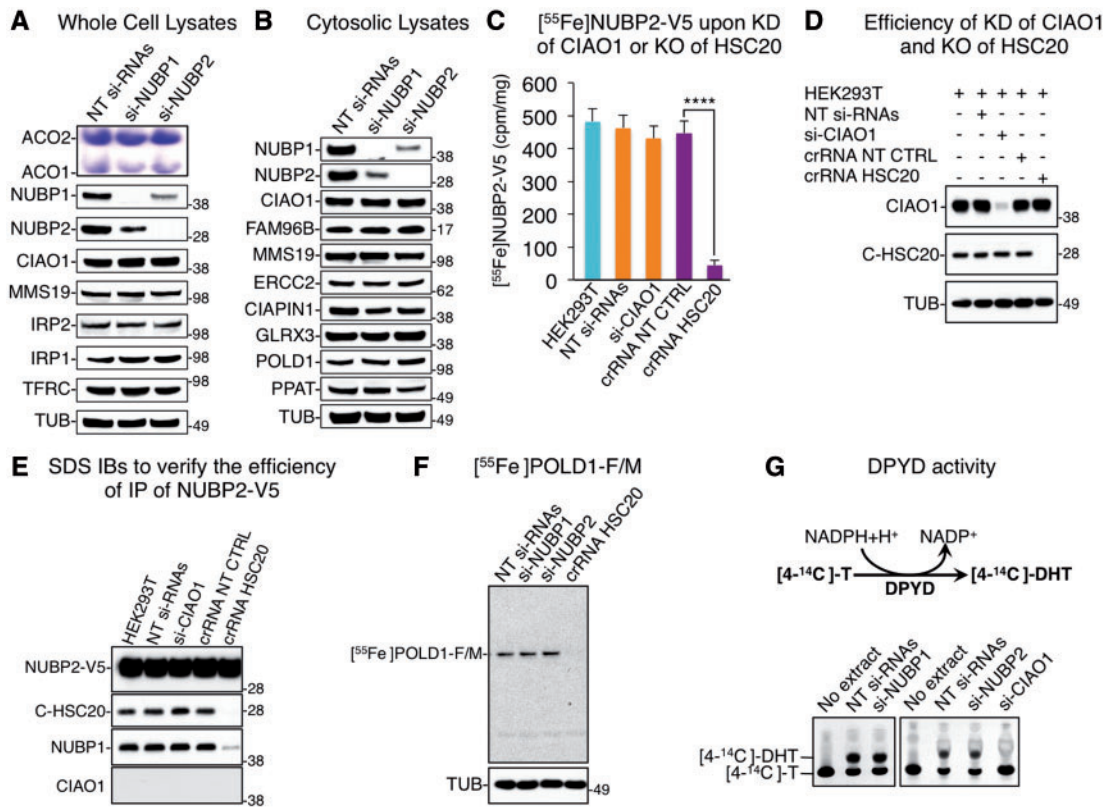 A Whole Cell Lysates
NT si-RNAs
si-NUBP1
si-NUBP2
ACO2
ACO1
NUBP1
-38
NUBP2
-28
CIAO1
-38
MMS19
-98
IRP2
-98
IRP1
-98
TFRC
-98
TUB
-49
B Cytosolic Lysates
NT si-RNAs
si-NUBP1
si-NUBP2
NUBP1
-38
NUBP2
-28
CIAO1
-38
FAM96B
-17
MMS19
-98
ERCC2
-62
CIAPIN1
-38
GLRX3
-38
POLD1
-98
PPAT
-49
TUB
-49
C [⁵⁵Fe]NUBP2-V5 upon KD
of CIAO1 or KO of HSC20
[⁵⁵Fe]NUBP2-V5 (cpm/mg)
600
500
400
300
200
100
0
****
HEK293T
NT si-RNAs
si-CIAO1
crRNA NT CTRL
crRNA HSC20
D Efficiency of KD of CIAO1
and KO of HSC20
HEK293T + + + + +
NT si-RNAs - + - - -
si-CIAO1 - - + - -
crRNA NT CTRL - - - + -
crRNA HSC20 - - - - +
CIAO1
-38
C-HSC20
-28
TUB
-49
E SDS IBs to verify the efficiency
of IP of NUBP2-V5
HEK293T
NT si-RNAs
si-CIAO1
crRNA NT CTRL
crRNA HSC20
NUBP2-V5
-28
C-HSC20
-28
NUBP1
-38
CIAO1
-38
F [⁵⁵Fe]POLD1-F/M
NT si-RNAs
si-NUBP1
si-NUBP2
crRNA HSC20
[⁵⁵Fe]POLD1-F/M
TUB
-49
G DPYD activity
NADPH+H⁺ NADP⁺
[4-¹⁴C]-T [4-¹⁴C]-DHT
DPYD
No extract
NT si-RNAs
si-NUBP1
No extract
NT si-RNAs
si-NUBP2
si-CIAO1
[4-¹⁴C]-DHT
[4-¹⁴C]-T